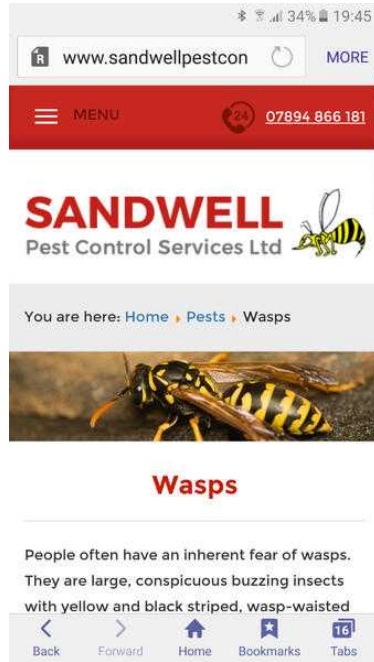 34% 19:45
R www.sandwellpestcon MORE
MENU 24 07894 866 181
SANDWELL
Pest Control Services Ltd
You are here: Home Pests Wasps
Wasps
People often have an inherent fear of wasps.
They are large, conspicuous buzzing insects
with yellow and black striped, wasp-waisted
Back Forward Home Bookmarks 16 Tabs